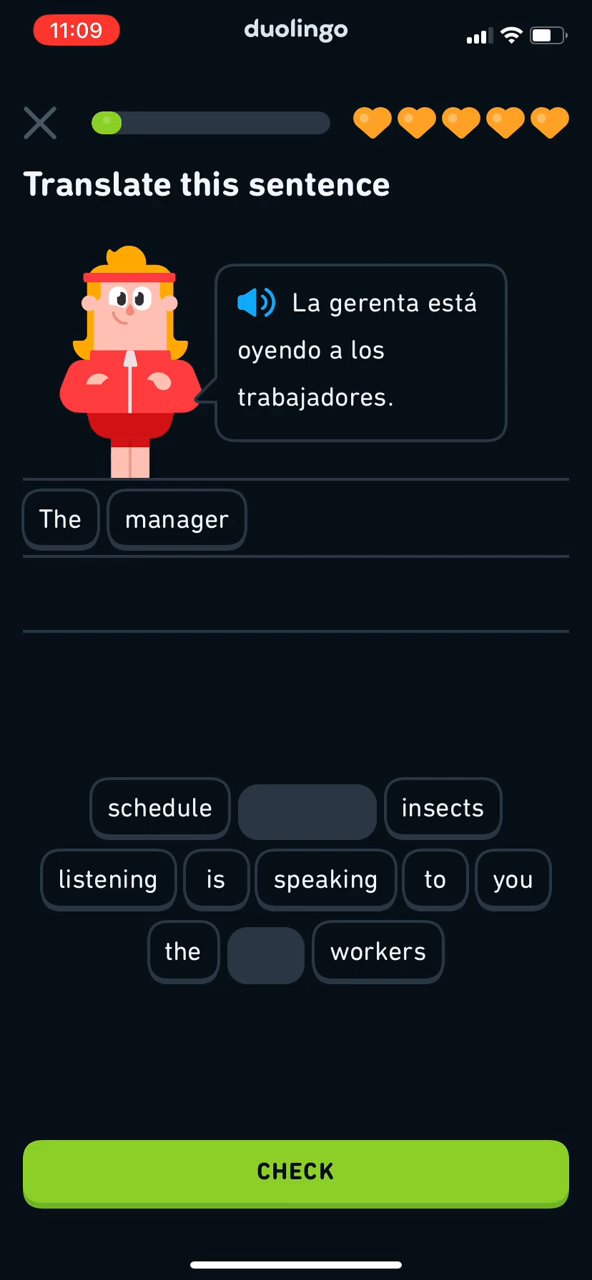 11:09 duolingo
Translate this sentence
La gerenta está
oyendo a los
trabajadores.
The manager
schedule insects
listening is speaking to you
the workers
CHECK